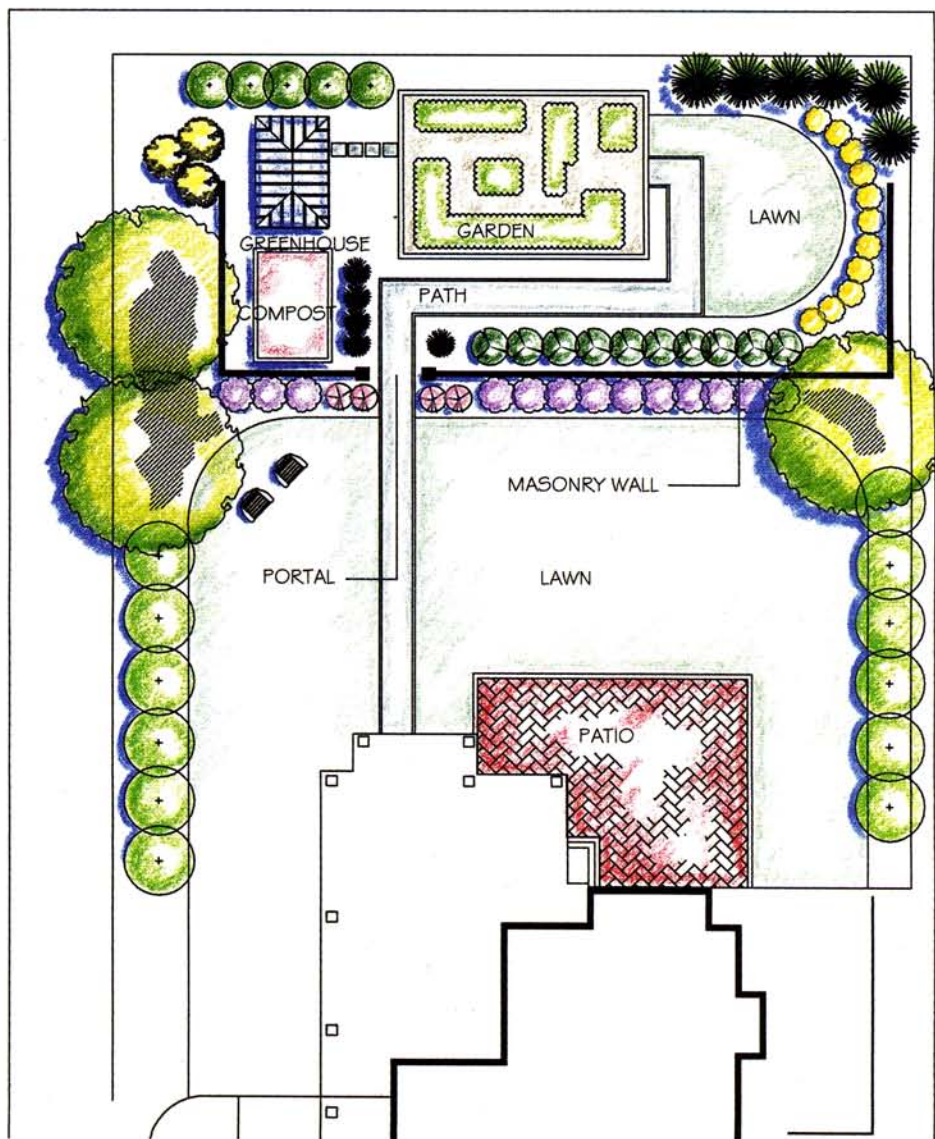 LAWN
GARDEN
GREENHOUSE
PATH
COMPOST
MASONRY WALL
PORTAL
LAWN
PATIO